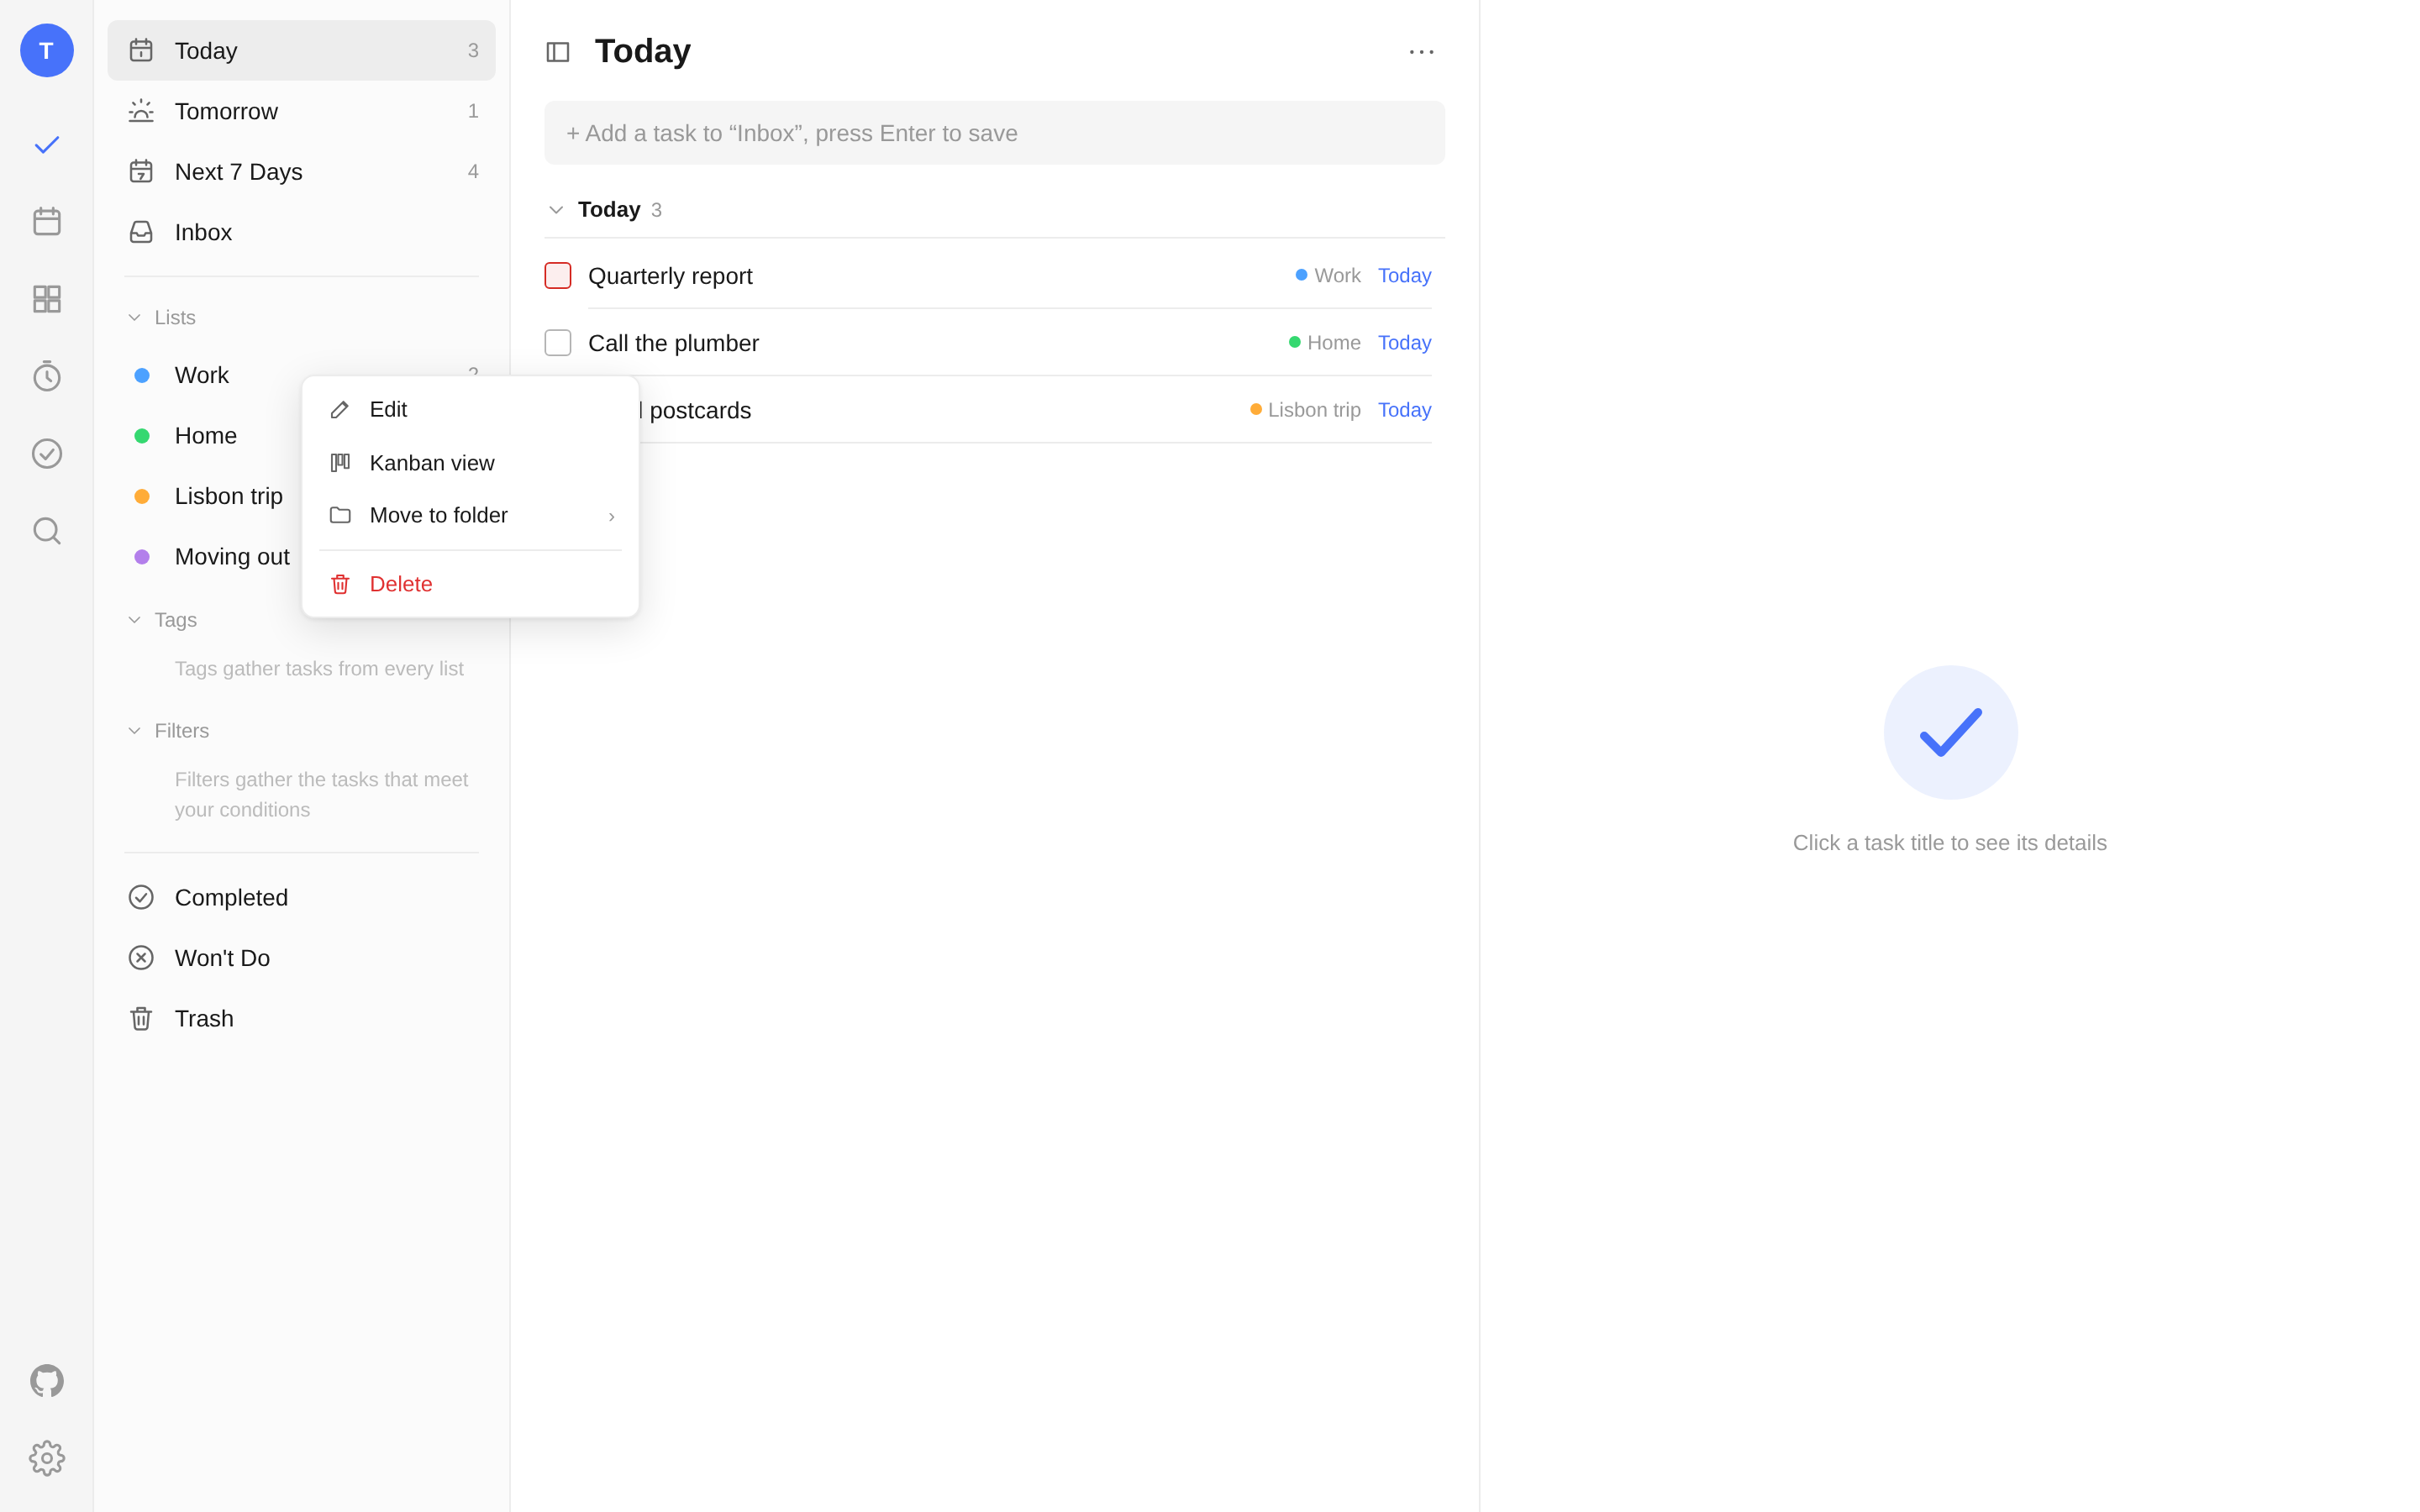 T
Today 3
Tomorrow 1
Next 7 Days 4
Inbox
Lists
Work
Home
Lisbon trip
Moving out
Tags
Tags gather tasks from every list
Filters
Filters gather the tasks that meet
your conditions
Completed
Won't Do
Trash
Edit
Kanban view
Move to folder ›
Delete
Today
+ Add a task to “Inbox”, press Enter to save
Today 3
Quarterly report Work Today
Call the plumber Home Today
postcards Lisbon trip Today
Click a task title to see its details